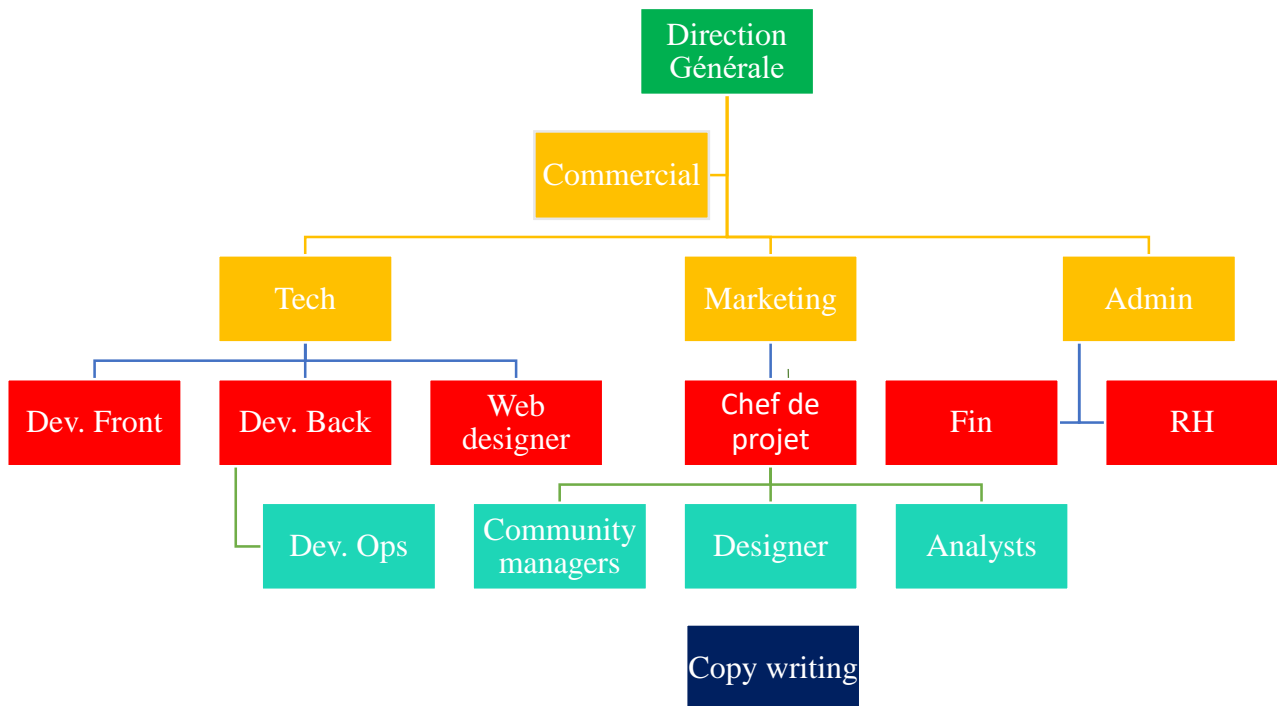 Direction
Générale
Commercial
Tech
Marketing
Admin
Dev. Front
Dev. Back
Web
designer
Chef de
projet
Fin
RH
Dev. Ops
Community
managers
Designer
Analysts
Copy writing